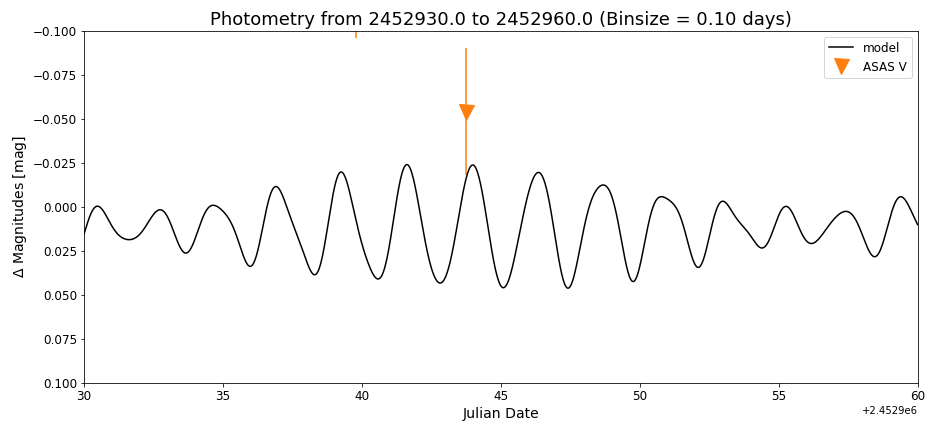 Photometry from 2452930.0 to 2452960.0 (Binsize = 0.10 days)
−0.100
−0.075
−0.050
−0.025
0.000
0.025
0.050
0.075
0.100
Δ Magnitudes [mag]
model
ASAS V
30
35
40
45
50
55
60
Julian Date
+2.4529e6